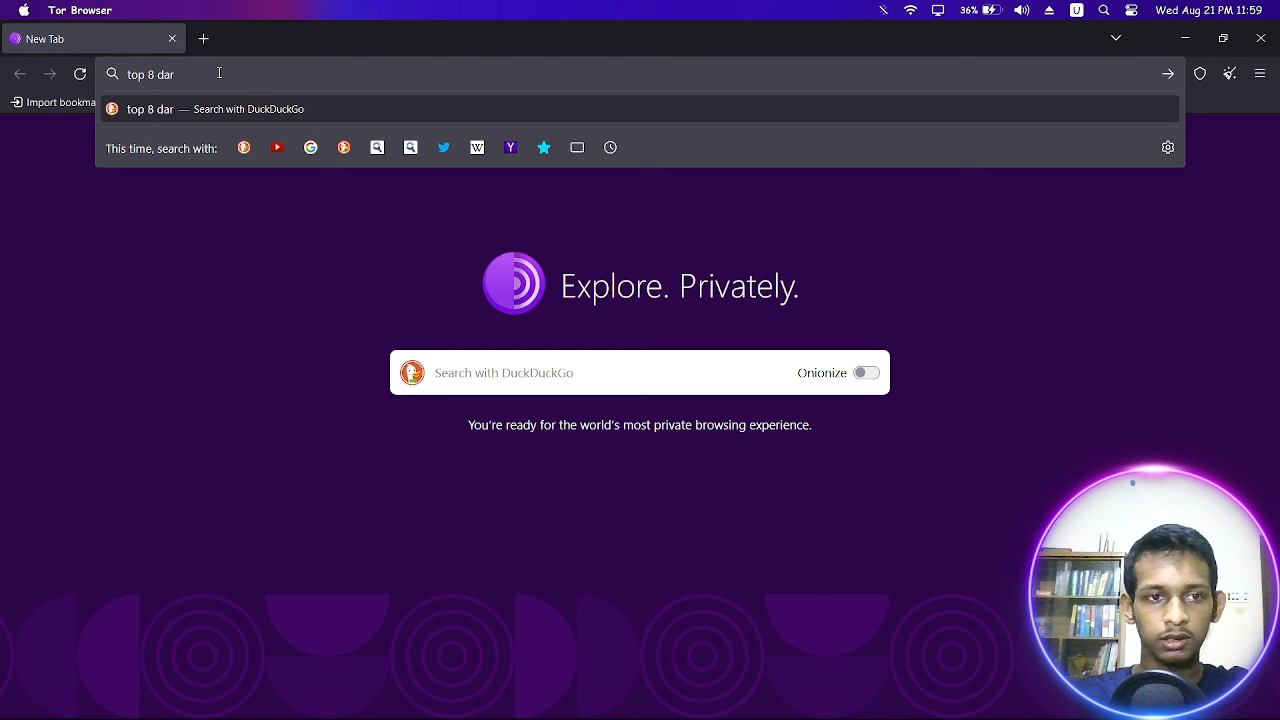 Tor Browser
36%
U
Wed Aug 21 PM 11:59
New Tab
top 8 dar
Import bookma
top 8 dar — Search with DuckDuckGo
This time, search with:
G
W
Y
Explore. Privately.
Search with DuckDuckGo
Onionize
You're ready for the world's most private browsing experience.